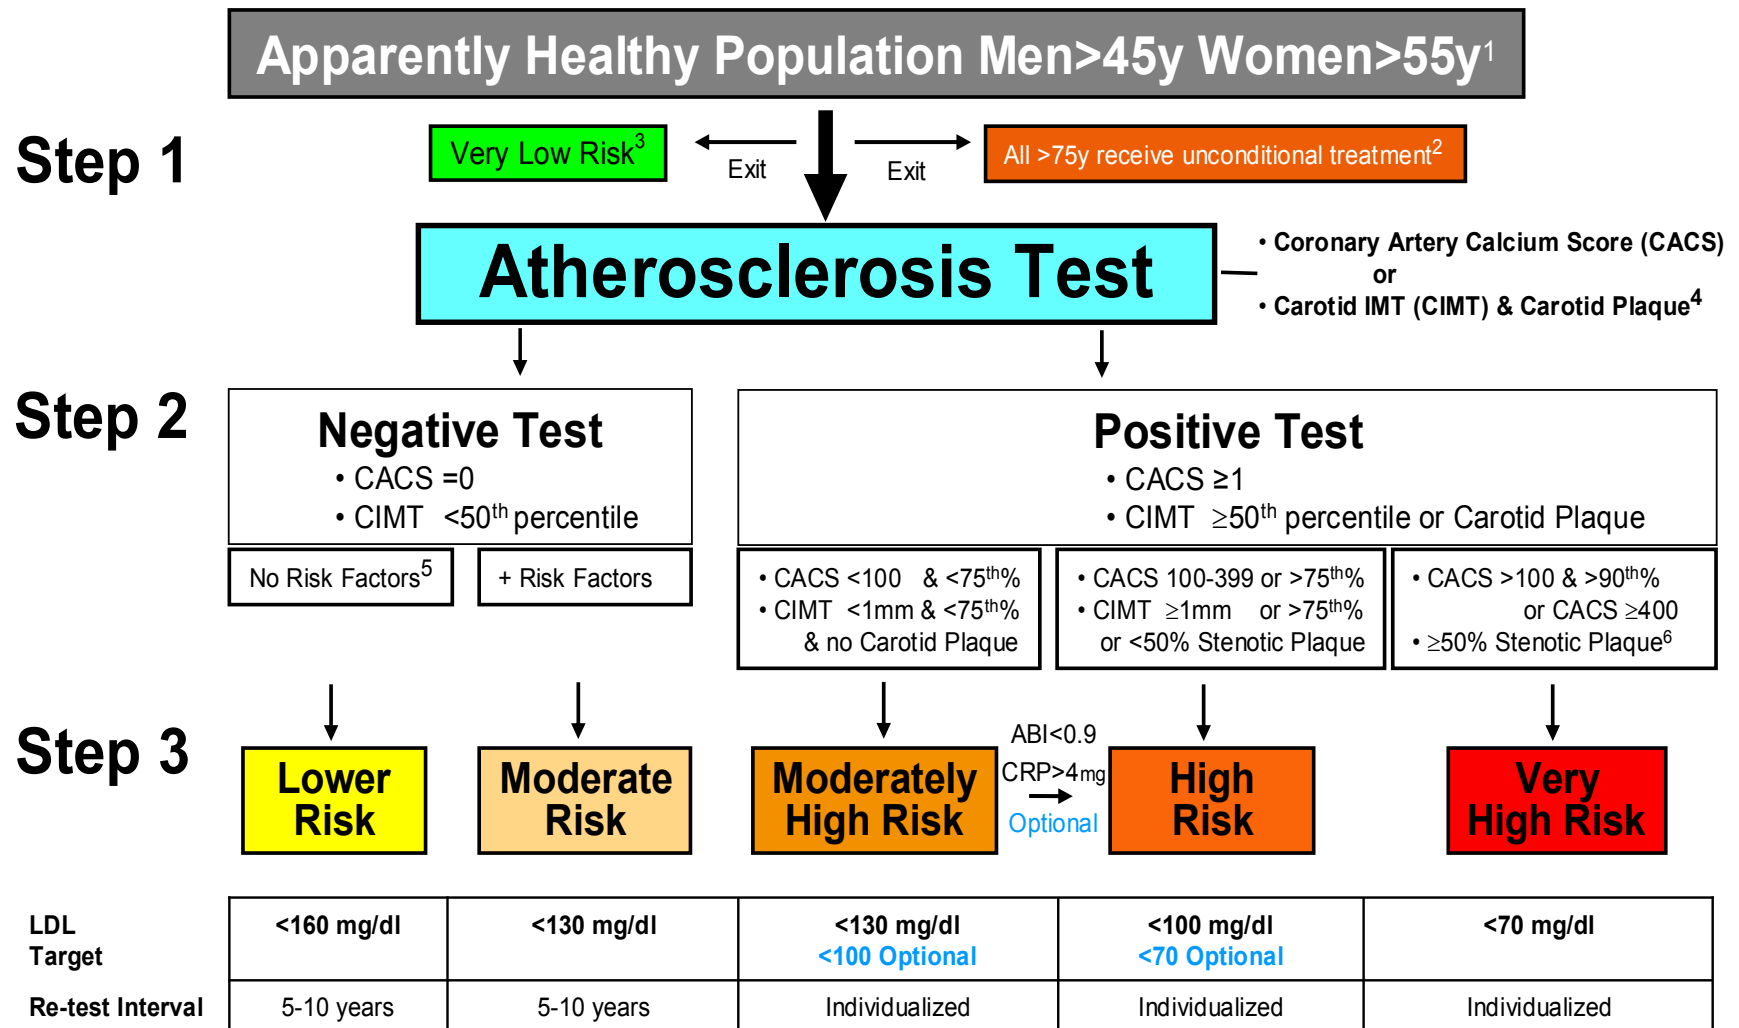 Apparently Healthy Population Men>45y Women>55y1
Step 1
Very Low Risk3
Exit
Exit
All >75y receive unconditional treatment2
Atherosclerosis Test
• Coronary Artery Calcium Score (CACS)
or
• Carotid IMT (CIMT) & Carotid Plaque4
Step 2
Negative Test
• CACS =0
• CIMT <50th percentile
Positive Test
• CACS ≥1
• CIMT ≥50th percentile or Carotid Plaque
No Risk Factors5
+ Risk Factors
• CACS <100 & <75th%
• CIMT <1mm & <75th%
& no Carotid Plaque
• CACS 100-399 or >75th%
• CIMT ≥1mm or >75th%
or <50% Stenotic Plaque
• CACS >100 & >90th%
or CACS ≥400
• ≥50% Stenotic Plaque6
Step 3
Lower
Risk
Moderate
Risk
Moderately
High Risk
ABI<0.9
CRP>4mg
Optional
High
Risk
Very
High Risk
LDL
Target
<160 mg/dl
<130 mg/dl
<130 mg/dl
<100 Optional
<100 mg/dl
<70 Optional
<70 mg/dl
Re-test Interval
5-10 years
5-10 years
Individualized
Individualized
Individualized